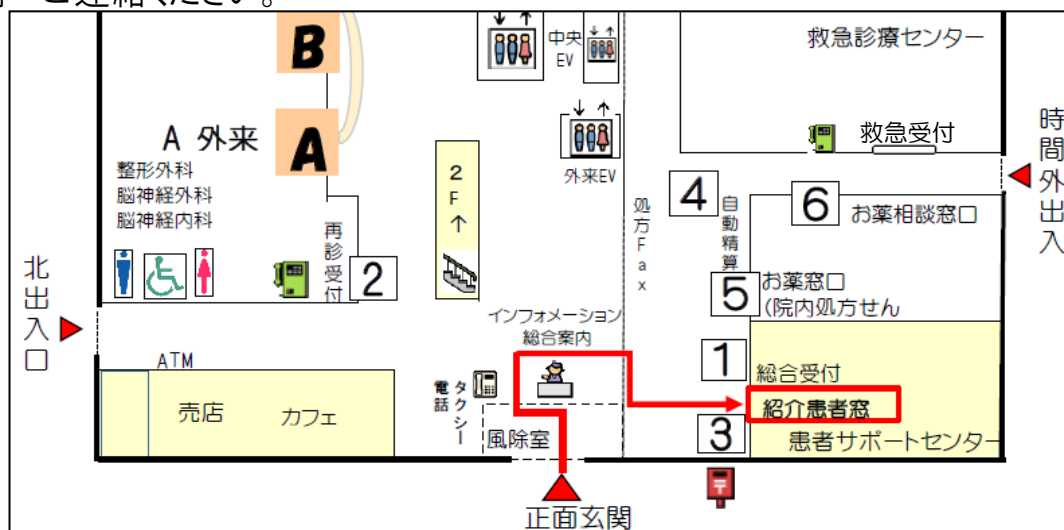 ご連絡ください。
B
中央
EV
救急診療センター
A 外来
A
整形外科
脳神経外科
脳神経内科
外来EV
救急受付
時間外出入
2F↑
処方Fax
4
自動精算
6
お薬相談窓口
再診受付
2
北出入口
5
お薬窓口
(院内処方せん
インフォメーション
総合案内
1
総合受付
ATM
売店
カフェ
タクシー
電話
風除室
紹介患者窓
3
患者サポートセンター
〒
正面玄関